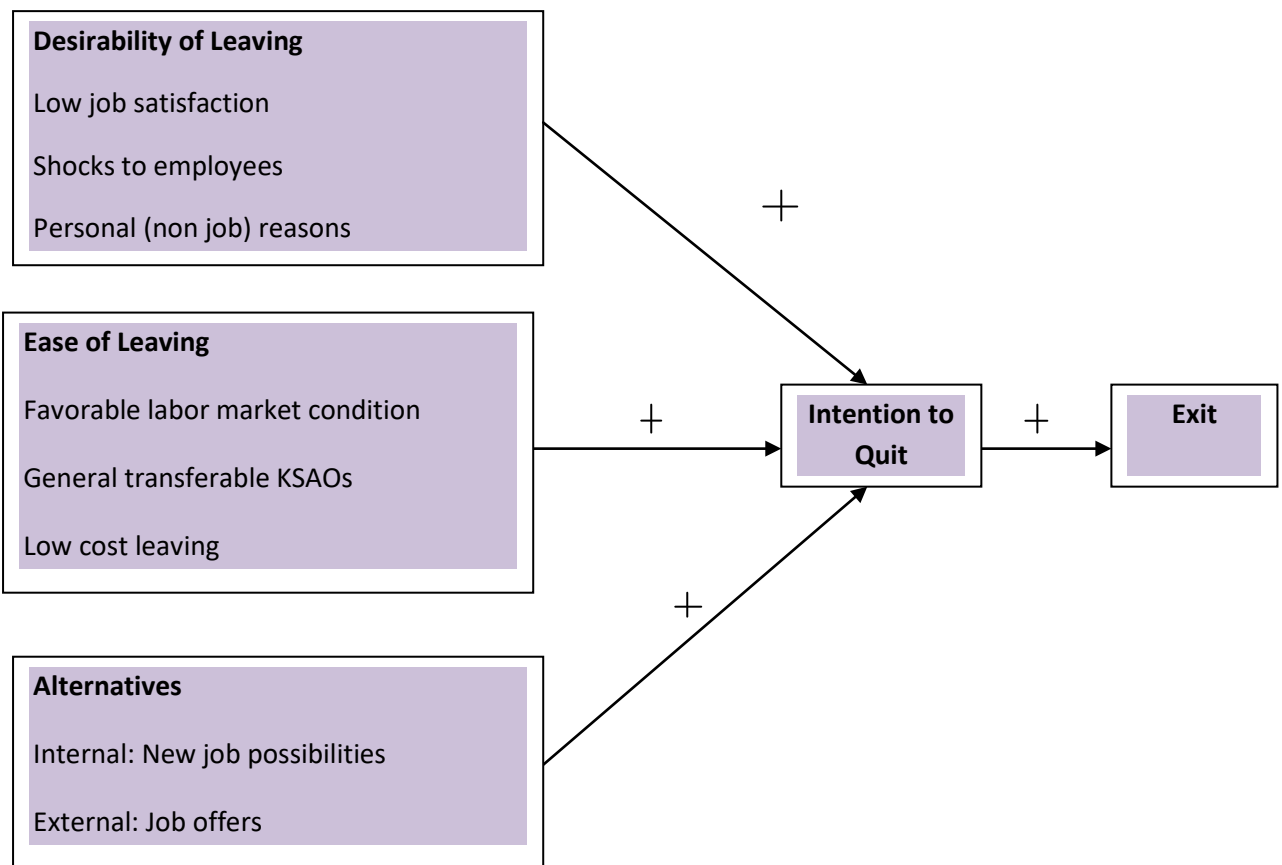 Desirability of Leaving
Low job satisfaction
Shocks to employees
Personal (non job) reasons
+
Ease of Leaving
Favorable labor market condition
General transferable KSAOs
Low cost leaving
+
Intention to
Quit
+
Exit
+
Alternatives
Internal: New job possibilities
External: Job offers